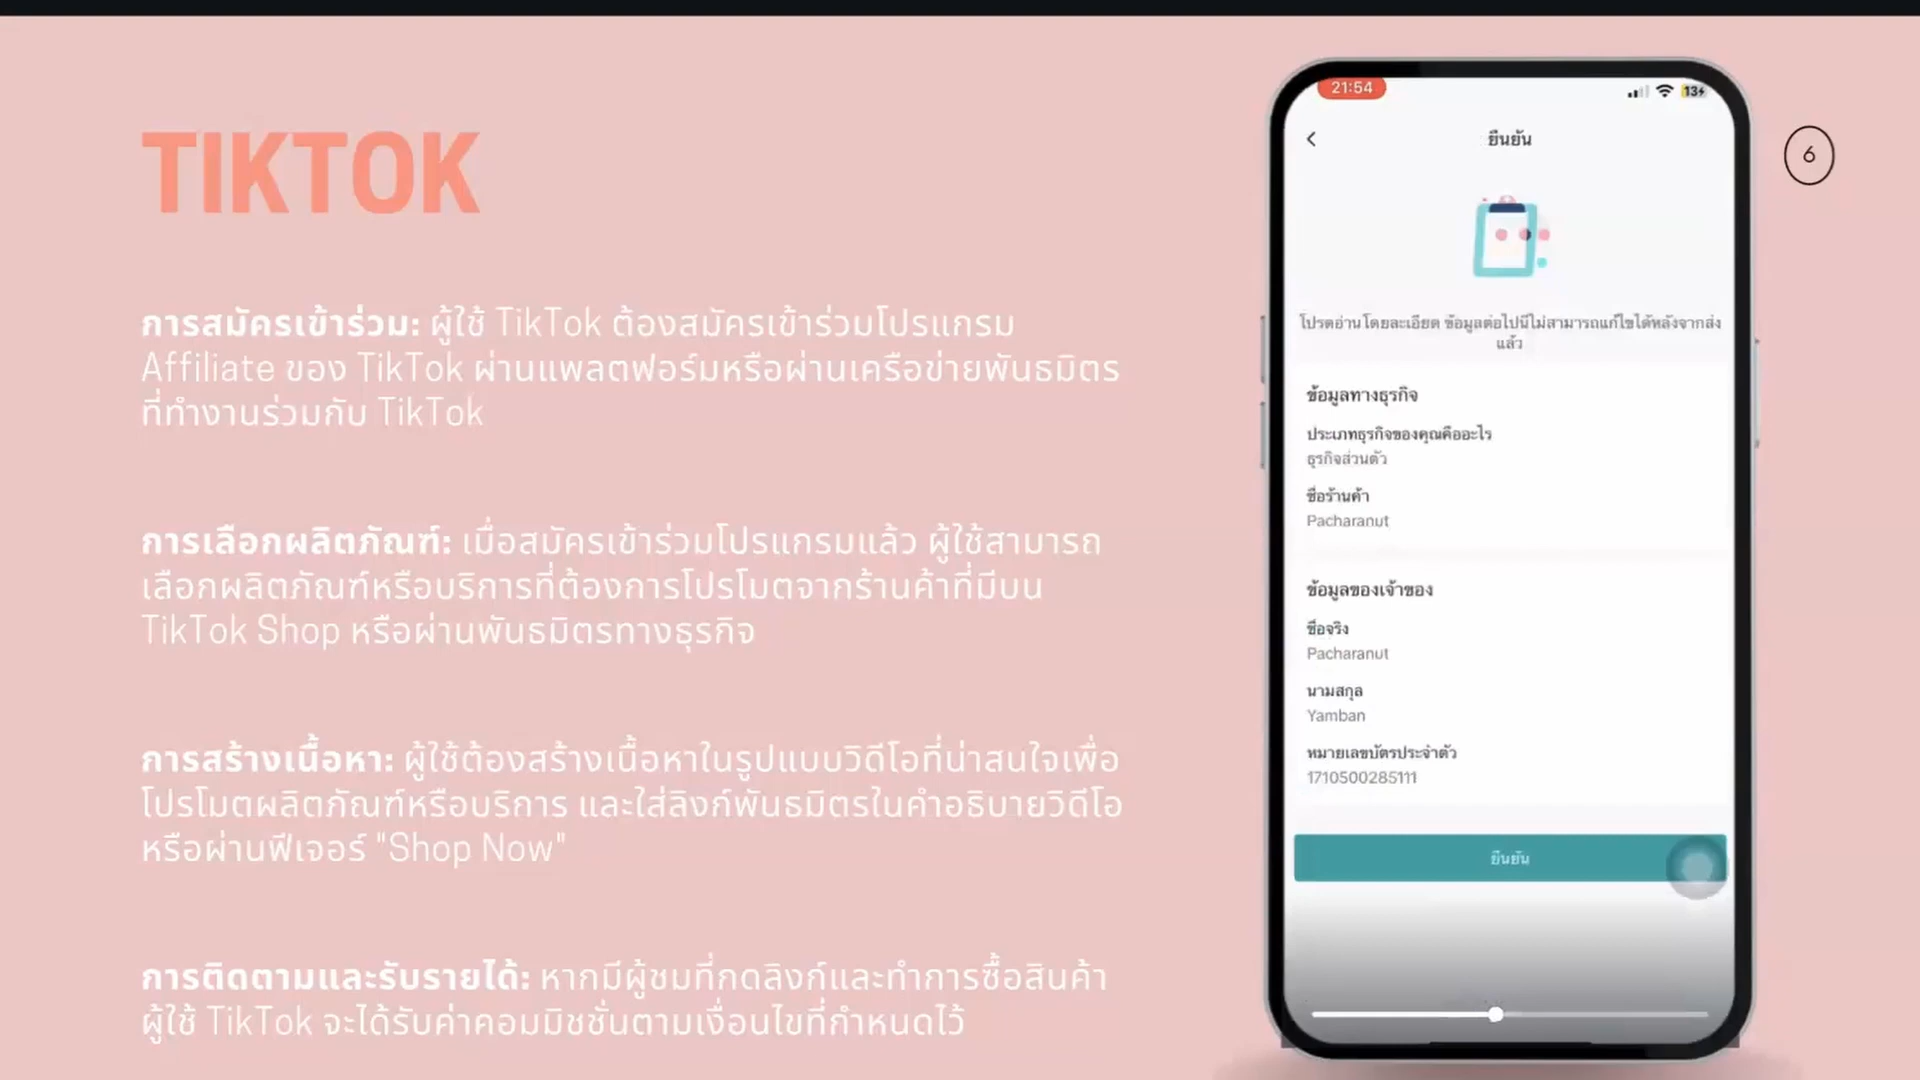 TIKTOK
การสมัครเข้าร่วม: ผู้ใช้ TikTok ต้องสมัครเข้าร่วมโปรแกรม
Affiliate ของ TikTok ผ่านแพลตฟอร์มหรือผ่านเครือข่ายพันธมิตร
ที่ทำงานร่วมกับ TikTok
การเลือกผลิตภัณฑ์: เมื่อสมัครเข้าร่วมโปรแกรมแล้ว ผู้ใช้สามารถ
เลือกผลิตภัณฑ์หรือบริการที่ต้องการโปรโมตจากร้านค้าที่มีบน
TikTok Shop หรือผ่านพันธมิตรทางธุรกิจ
การสร้างเนื้อหา: ผู้ใช้ต้องสร้างเนื้อหาในรูปแบบวิดีโอที่น่าสนใจเพื่อ
โปรโมตผลิตภัณฑ์หรือบริการ และใส่ลิงก์พันธมิตรในคำอธิบายวิดีโอ
หรือผ่านฟีเจอร์ "Shop Now"
การติดตามและรับรายได้: หากมีผู้ชมที่กดลิงก์และทำการซื้อสินค้า
ผู้ใช้ TikTok จะได้รับค่าคอมมิชชั่นตามเงื่อนไขที่กำหนดไว้
21:54
13
ยืนยัน
โปรดอ่านโดยละเอียด ข้อมูลต่อไปนี้ไม่สามารถแก้ไขได้หลังจากส่ง
แล้ว
ข้อมูลทางธุรกิจ
ประเภทธุรกิจของคุณคืออะไร
ธุรกิจส่วนตัว
ชื่อร้านค้า
Pacharanut
ข้อมูลของเจ้าของ
ชื่อจริง
Pacharanut
นามสกุล
Yamban
หมายเลขบัตรประจำตัว
1710500285111
ยืนยัน
6